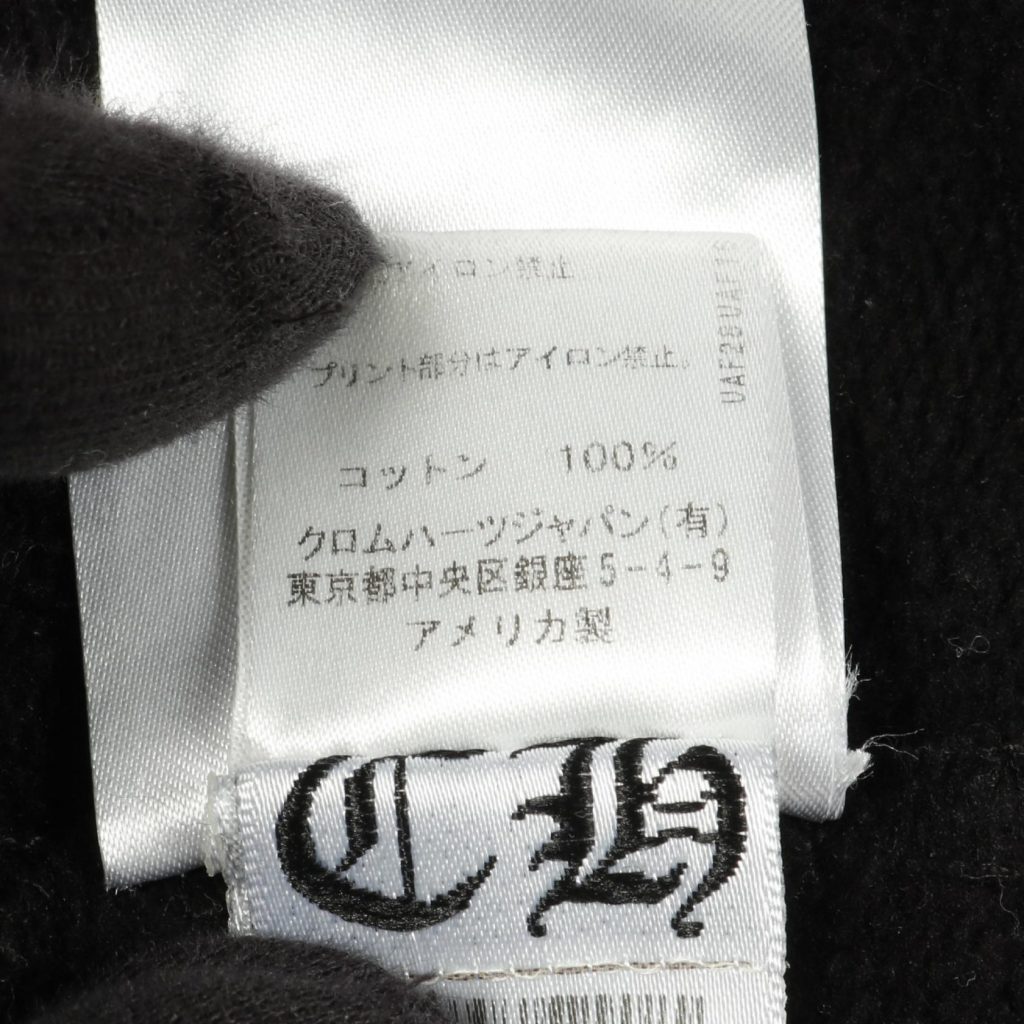 アイロン禁止
プリント部分はアイロン禁止。
コットン 100%
クロムハーツジャパン(有)
東京都中央区銀座5-4-9
アメリカ製
CH